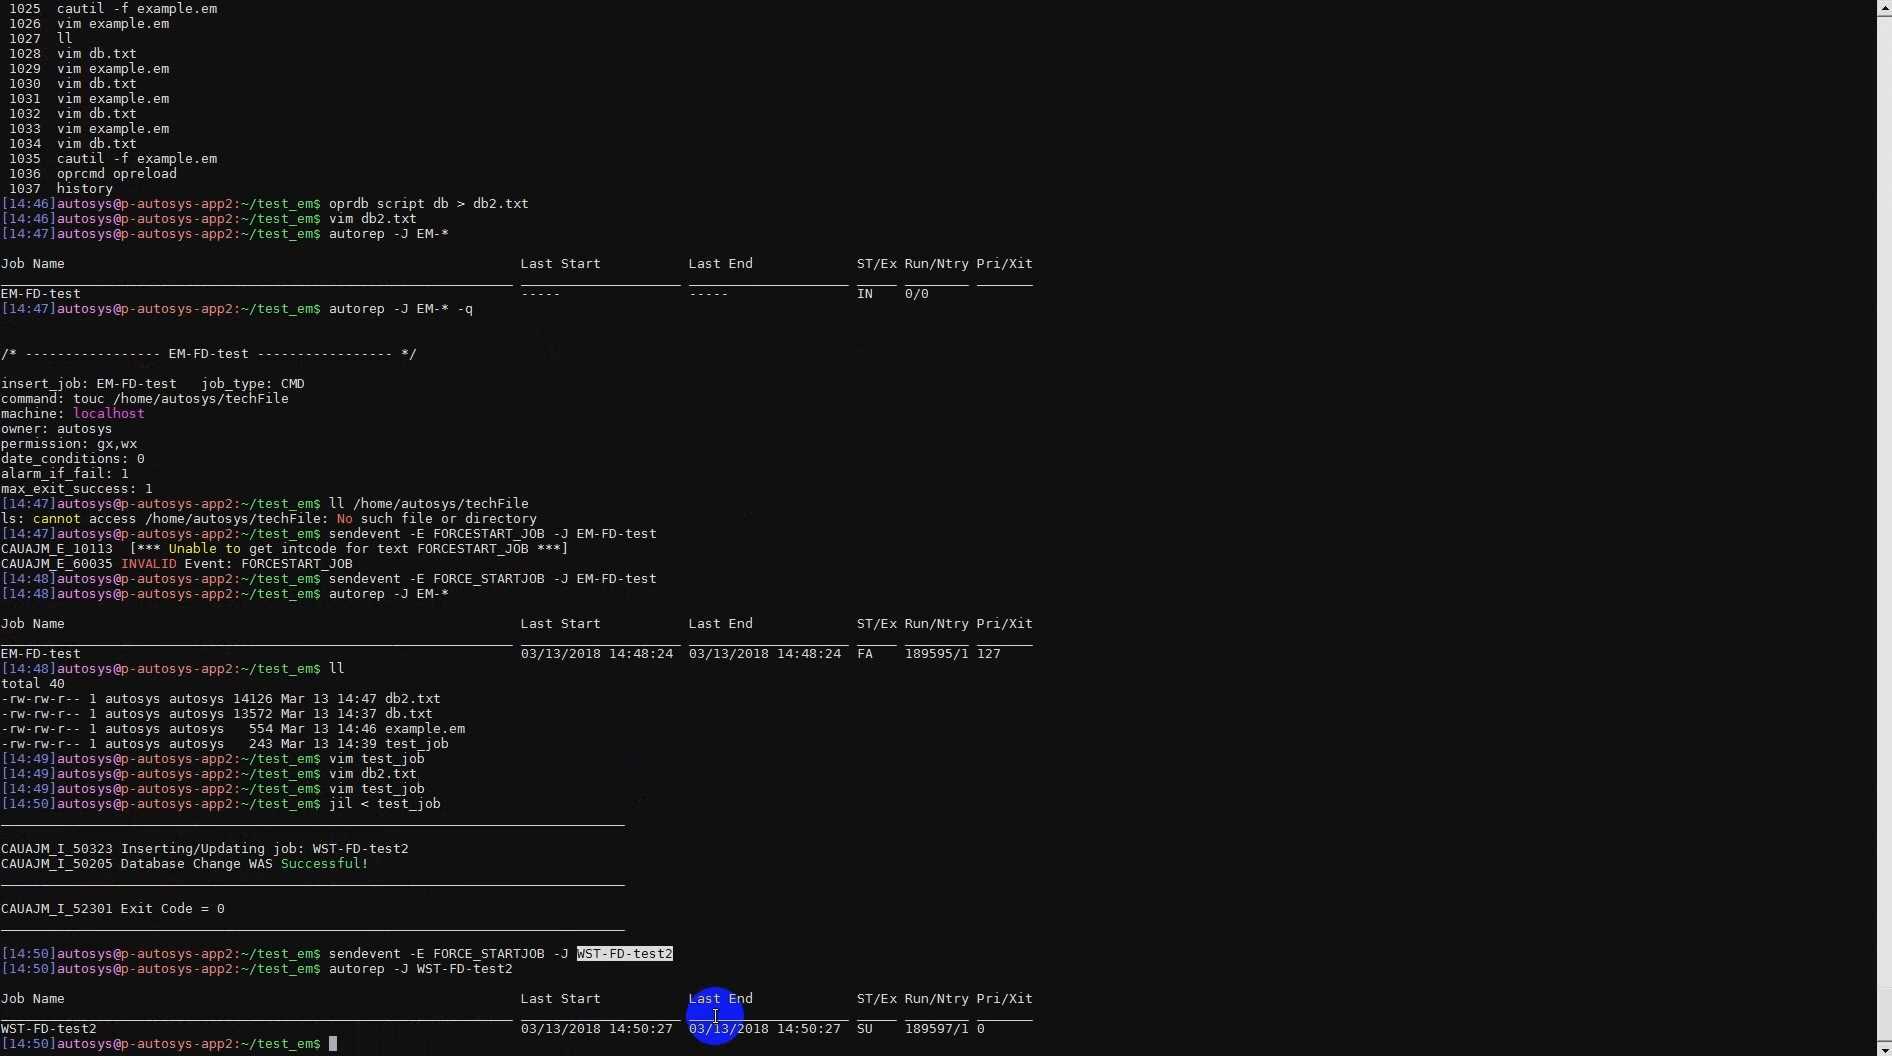 1025  cautil -f example.em
1026  vim example.em
1027  ll
1028  vim db.txt
1029  vim example.em
1030  vim db.txt
1031  vim example.em
1032  vim db.txt
1033  vim example.em
1034  vim db.txt
1035  cautil -f example.em
1036  oprcmd opreload
1037  history
[14:46]autosys@p-autosys-app2:~/test_em$ oprdb script db > db2.txt
[14:46]autosys@p-autosys-app2:~/test_em$ vim db2.txt
[14:47]autosys@p-autosys-app2:~/test_em$ autorep -J EM-*
Job Name Last Start Last End ST/Ex Run/Ntry Pri/Xit
EM-FD-test ----- ----- IN 0/0
[14:47]autosys@p-autosys-app2:~/test_em$ autorep -J EM-* -q
/* ----------------- EM-FD-test ----------------- */
insert_job: EM-FD-test   job_type: CMD
command: touc /home/autosys/techFile
machine: localhost
owner: autosys
permission: gx,wx
date_conditions: 0
alarm_if_fail: 1
max_exit_success: 1
[14:47]autosys@p-autosys-app2:~/test_em$ ll /home/autosys/techFile
ls: cannot access /home/autosys/techFile: No such file or directory
[14:47]autosys@p-autosys-app2:~/test_em$ sendevent -E FORCESTART_JOB -J EM-FD-test
CAUAJM_E_10113  [*** Unable to get intcode for text FORCESTART_JOB ***]
CAUAJM_E_60035 INVALID Event: FORCESTART_JOB
[14:48]autosys@p-autosys-app2:~/test_em$ sendevent -E FORCE_STARTJOB -J EM-FD-test
[14:48]autosys@p-autosys-app2:~/test_em$ autorep -J EM-*
Job Name Last Start Last End ST/Ex Run/Ntry Pri/Xit
EM-FD-test 03/13/2018 14:48:24 03/13/2018 14:48:24 FA 189595/1 127
[14:48]autosys@p-autosys-app2:~/test_em$ ll
total 40
-rw-rw-r-- 1 autosys autosys 14126 Mar 13 14:47 db2.txt
-rw-rw-r-- 1 autosys autosys 13572 Mar 13 14:37 db.txt
-rw-rw-r-- 1 autosys autosys   554 Mar 13 14:46 example.em
-rw-rw-r-- 1 autosys autosys   243 Mar 13 14:39 test_job
[14:49]autosys@p-autosys-app2:~/test_em$ vim test_job
[14:49]autosys@p-autosys-app2:~/test_em$ vim db2.txt
[14:49]autosys@p-autosys-app2:~/test_em$ vim test_job
[14:50]autosys@p-autosys-app2:~/test_em$ jil < test_job
CAUAJM_I_50323 Inserting/Updating job: WST-FD-test2
CAUAJM_I_50205 Database Change WAS Successful!
CAUAJM_I_52301 Exit Code = 0
[14:50]autosys@p-autosys-app2:~/test_em$ sendevent -E FORCE_STARTJOB -J WST-FD-test2
[14:50]autosys@p-autosys-app2:~/test_em$ autorep -J WST-FD-test2
Job Name Last Start Last End ST/Ex Run/Ntry Pri/Xit
WST-FD-test2 03/13/2018 14:50:27 03/13/2018 14:50:27 SU 189597/1 0
[14:50]autosys@p-autosys-app2:~/test_em$